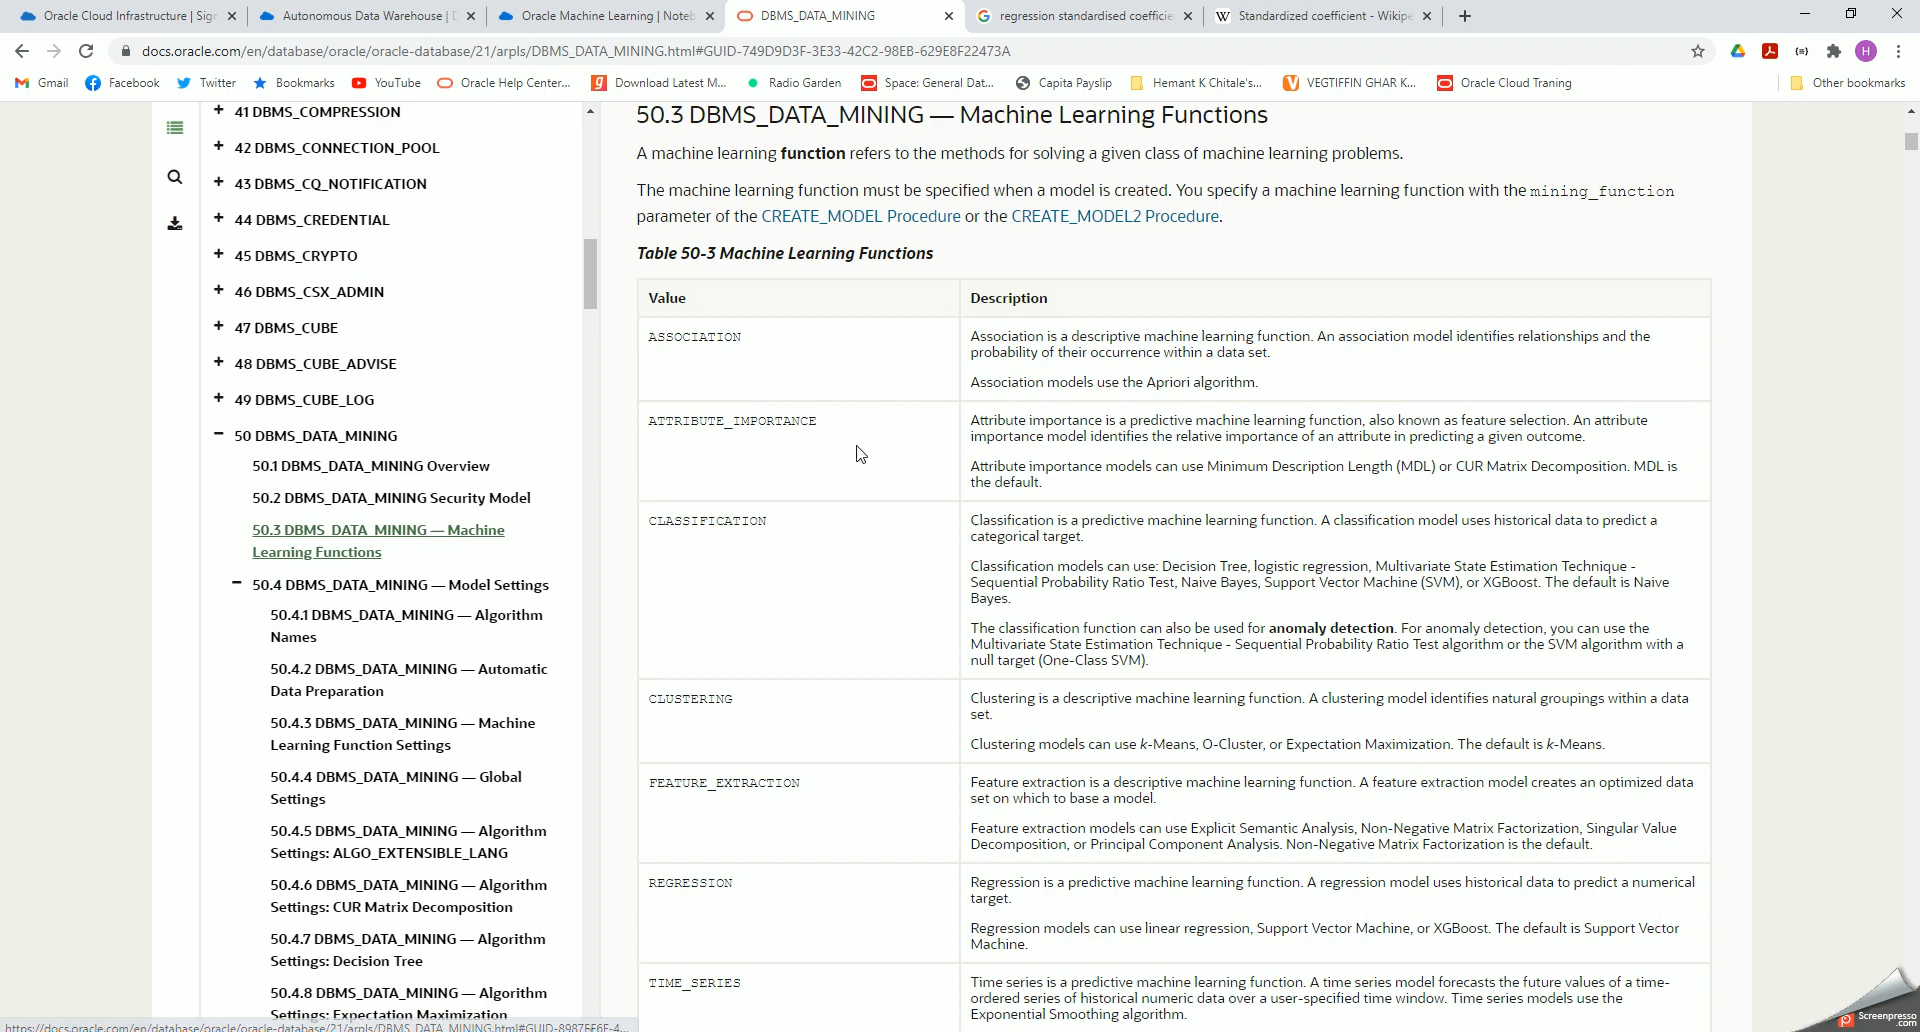 Oracle Cloud Infrastructure | Sig
Autonomous Data Warehouse |
Oracle Machine Learning | Noteb
DBMS_DATA_MINING
regression standardised coefficie
Standardized coefficient - Wikipe
docs.oracle.com/en/database/oracle/oracle-database/21/arpls/DBMS_DATA_MINING.html#GUID-749D9D3F-3E33-42C2-98EB-629E8F22473A
H
Gmail
Facebook
Twitter
Bookmarks
YouTube
Oracle Help Center...
Download Latest M...
Radio Garden
Space: General Dat...
Capita Payslip
Hemant K Chitale's...
VEGTIFFIN GHAR K...
Oracle Cloud Traning
Other bookmarks
+ 41 DBMS_COMPRESSION
+ 42 DBMS_CONNECTION_POOL
+ 43 DBMS_CQ_NOTIFICATION
+ 44 DBMS_CREDENTIAL
+ 45 DBMS_CRYPTO
+ 46 DBMS_CSX_ADMIN
+ 47 DBMS_CUBE
+ 48 DBMS_CUBE_ADVISE
+ 49 DBMS_CUBE_LOG
− 50 DBMS_DATA_MINING
50.1 DBMS_DATA_MINING Overview
50.2 DBMS_DATA_MINING Security Model
50.3 DBMS_DATA_MINING — Machine
Learning Functions
− 50.4 DBMS_DATA_MINING — Model Settings
50.4.1 DBMS_DATA_MINING — Algorithm
Names
50.4.2 DBMS_DATA_MINING — Automatic
Data Preparation
50.4.3 DBMS_DATA_MINING — Machine
Learning Function Settings
50.4.4 DBMS_DATA_MINING — Global
Settings
50.4.5 DBMS_DATA_MINING — Algorithm
Settings: ALGO_EXTENSIBLE_LANG
50.4.6 DBMS_DATA_MINING — Algorithm
Settings: CUR Matrix Decomposition
50.4.7 DBMS_DATA_MINING — Algorithm
Settings: Decision Tree
50.4.8 DBMS_DATA_MINING — Algorithm
Settings: Expectation Maximization
50.3 DBMS_DATA_MINING — Machine Learning Functions
A machine learning function refers to the methods for solving a given class of machine learning problems.
The machine learning function must be specified when a model is created. You specify a machine learning function with the mining_function
parameter of the CREATE_MODEL Procedure or the CREATE_MODEL2 Procedure.
Table 50-3 Machine Learning Functions
Value
Description
ASSOCIATION
Association is a descriptive machine learning function. An association model identifies relationships and the
probability of their occurrence within a data set.
Association models use the Apriori algorithm.
ATTRIBUTE_IMPORTANCE
Attribute importance is a predictive machine learning function, also known as feature selection. An attribute
importance model identifies the relative importance of an attribute in predicting a given outcome.
Attribute importance models can use Minimum Description Length (MDL) or CUR Matrix Decomposition. MDL is
the default.
CLASSIFICATION
Classification is a predictive machine learning function. A classification model uses historical data to predict a
categorical target.
Classification models can use: Decision Tree, logistic regression, Multivariate State Estimation Technique -
Sequential Probability Ratio Test, Naive Bayes, Support Vector Machine (SVM), or XGBoost. The default is Naive
Bayes.
The classification function can also be used for anomaly detection. For anomaly detection, you can use the
Multivariate State Estimation Technique - Sequential Probability Ratio Test algorithm or the SVM algorithm with a
null target (One-Class SVM).
CLUSTERING
Clustering is a descriptive machine learning function. A clustering model identifies natural groupings within a data
set.
Clustering models can use k-Means, O-Cluster, or Expectation Maximization. The default is k-Means.
FEATURE_EXTRACTION
Feature extraction is a descriptive machine learning function. A feature extraction model creates an optimized data
set on which to base a model.
Feature extraction models can use Explicit Semantic Analysis, Non-Negative Matrix Factorization, Singular Value
Decomposition, or Principal Component Analysis. Non-Negative Matrix Factorization is the default.
REGRESSION
Regression is a predictive machine learning function. A regression model uses historical data to predict a numerical
target.
Regression models can use linear regression, Support Vector Machine, or XGBoost. The default is Support Vector
Machine.
TIME_SERIES
Time series is a predictive machine learning function. A time series model forecasts the future values of a time-
ordered series of historical numeric data over a user-specified time window. Time series models use the
Exponential Smoothing algorithm.
Screenpresso
.com